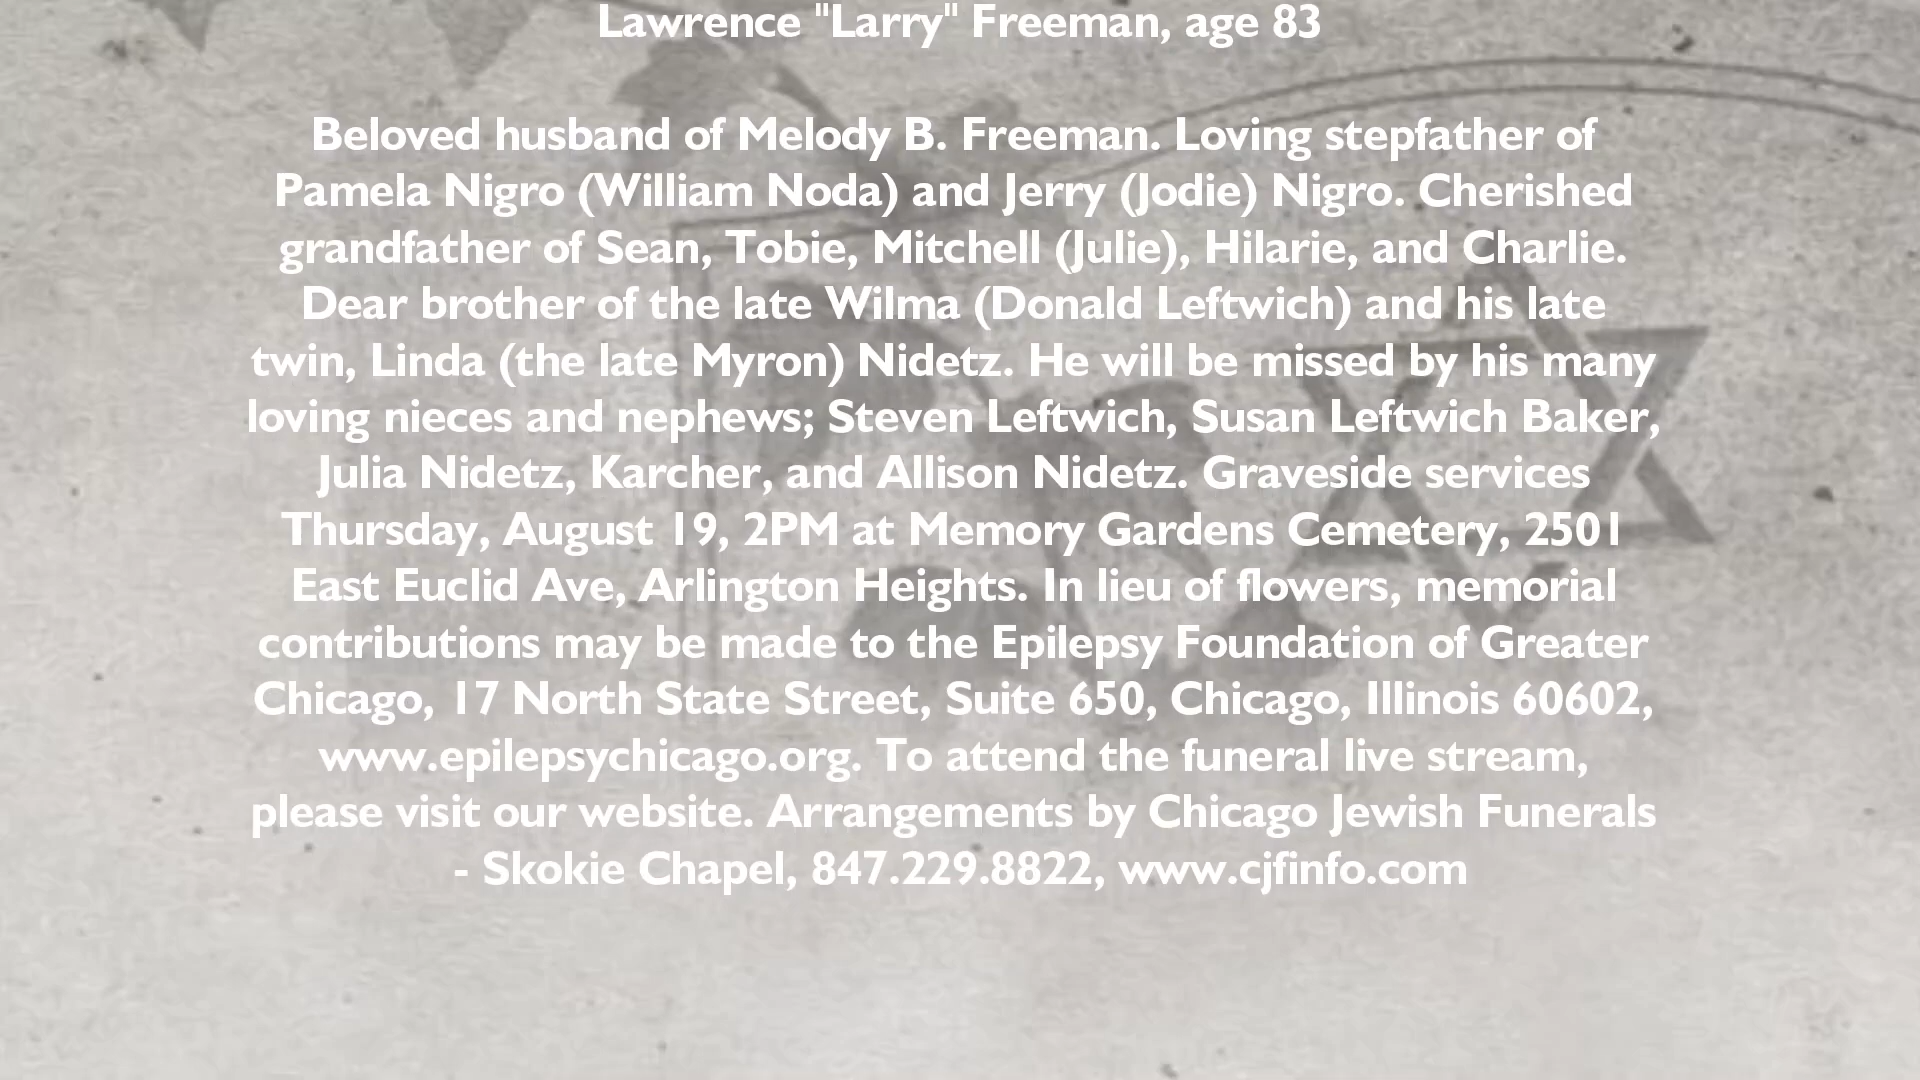 Lawrence "Larry" Freeman, age 83
Beloved husband of Melody B. Freeman. Loving stepfather of
Pamela Nigro (William Noda) and Jerry (Jodie) Nigro. Cherished
grandfather of Sean, Tobie, Mitchell (Julie), Hilarie, and Charlie.
Dear brother of the late Wilma (Donald Leftwich) and his late
twin, Linda (the late Myron) Nidetz. He will be missed by his many
loving nieces and nephews; Steven Leftwich, Susan Leftwich Baker,
Julia Nidetz, Karcher, and Allison Nidetz. Graveside services
Thursday, August 19, 2PM at Memory Gardens Cemetery, 2501
East Euclid Ave, Arlington Heights. In lieu of flowers, memorial
contributions may be made to the Epilepsy Foundation of Greater
Chicago, 17 North State Street, Suite 650, Chicago, Illinois 60602,
www.epilepsychicago.org. To attend the funeral live stream,
please visit our website. Arrangements by Chicago Jewish Funerals
- Skokie Chapel, 847.229.8822, www.cjfinfo.com